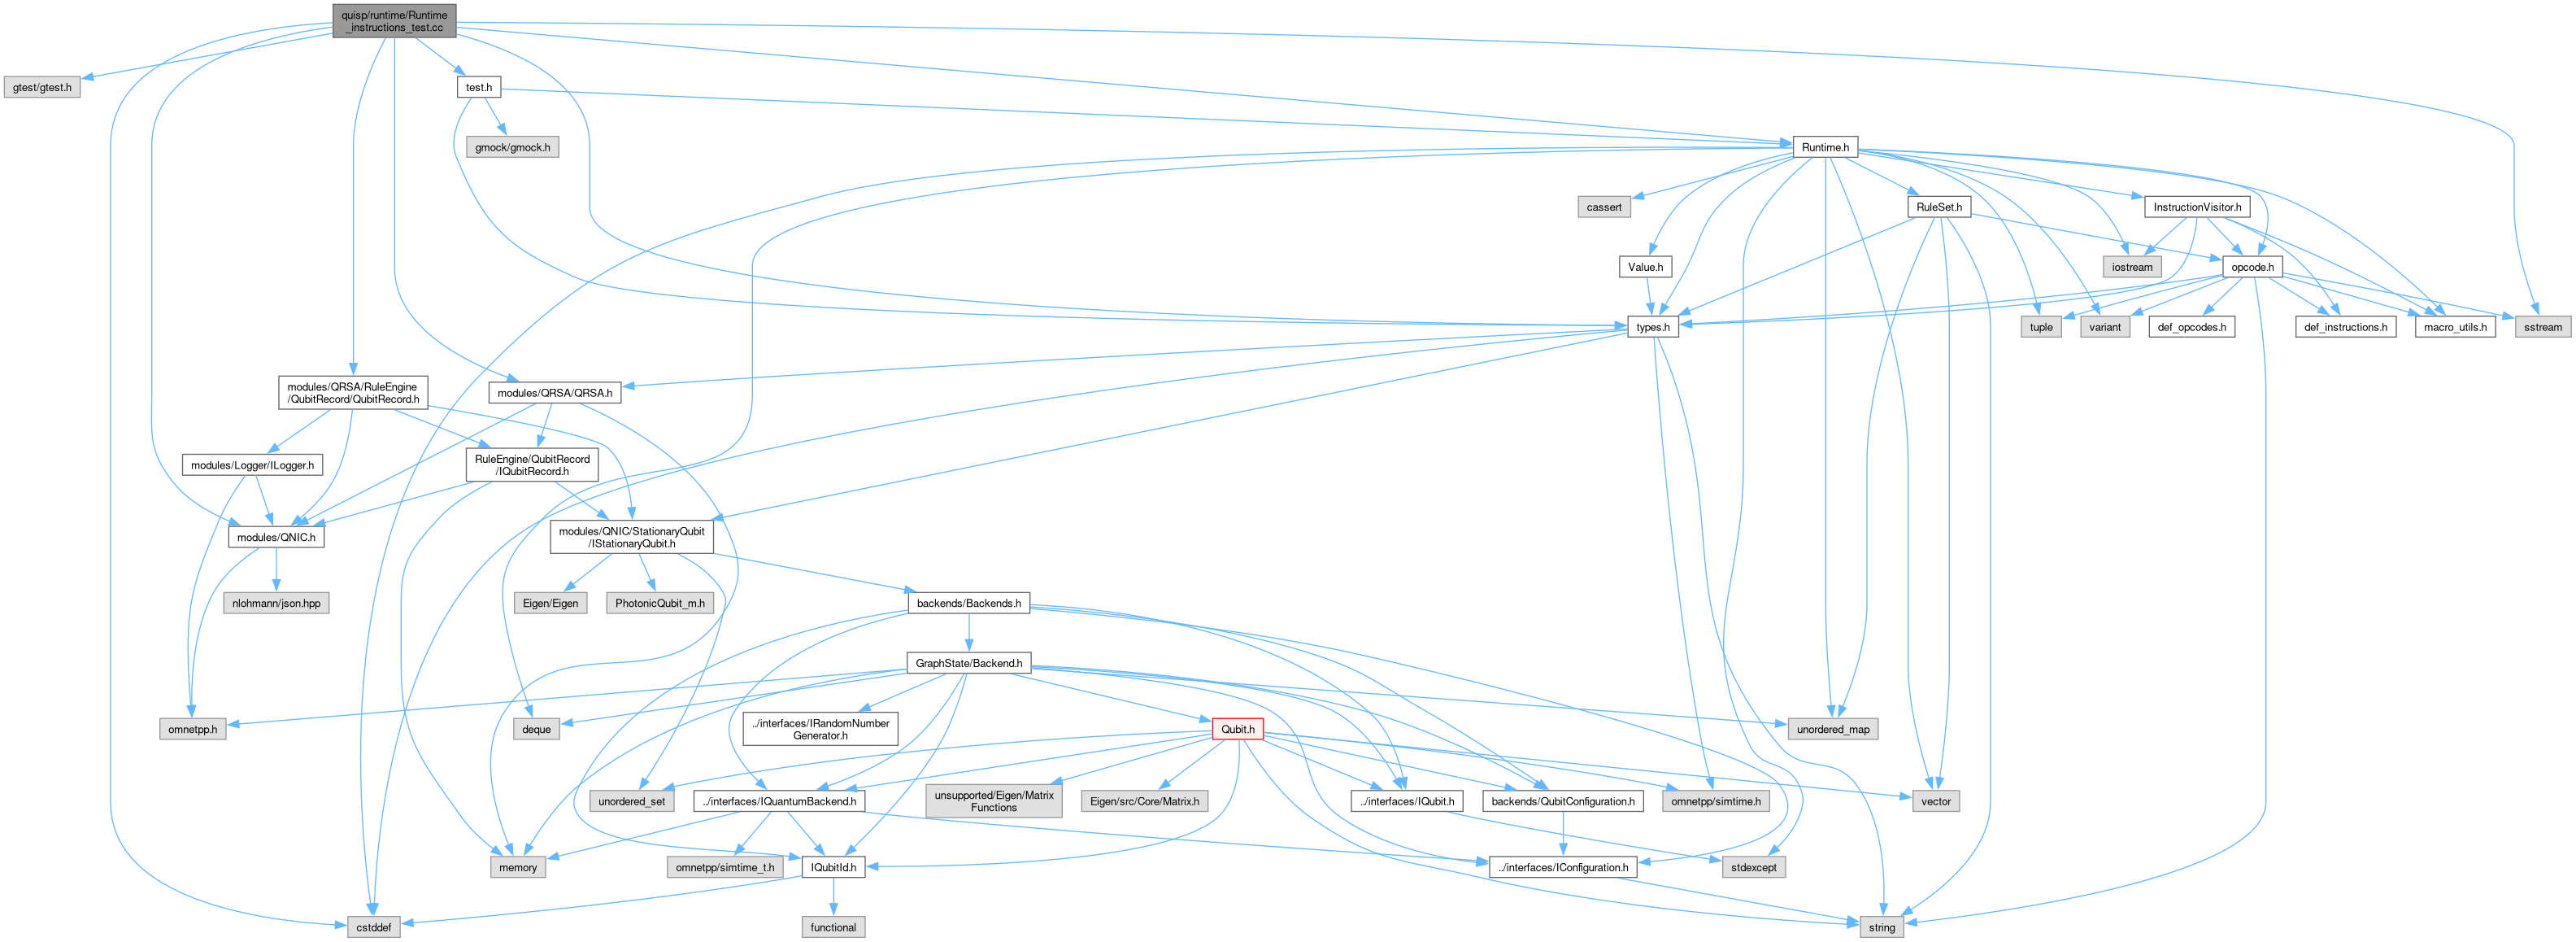 quisp/runtime/Runtime
_instructions_test.cc
gtest/gtest.h
test.h
gmock/gmock.h
Runtime.h
cassert
RuleSet.h
InstructionVisitor.h
Value.h
iostream
opcode.h
types.h
tuple
variant
def_opcodes.h
def_instructions.h
macro_utils.h
sstream
modules/QRSA/RuleEngine
/QubitRecord/QubitRecord.h
modules/QRSA/QRSA.h
modules/Logger/ILogger.h
RuleEngine/QubitRecord
/IQubitRecord.h
modules/QNIC.h
modules/QNIC/StationaryQubit
/IStationaryQubit.h
nlohmann/json.hpp
Eigen/Eigen
PhotonicQubit_m.h
backends/Backends.h
GraphState/Backend.h
omnetpp.h
deque
../interfaces/IRandomNumber
Generator.h
Qubit.h
unordered_map
unordered_set
../interfaces/IQuantumBackend.h
unsupported/Eigen/Matrix
Functions
Eigen/src/Core/Matrix.h
../interfaces/IQubit.h
backends/QubitConfiguration.h
omnetpp/simtime.h
vector
memory
omnetpp/simtime_t.h
IQubitId.h
../interfaces/IConfiguration.h
stdexcept
cstddef
functional
string